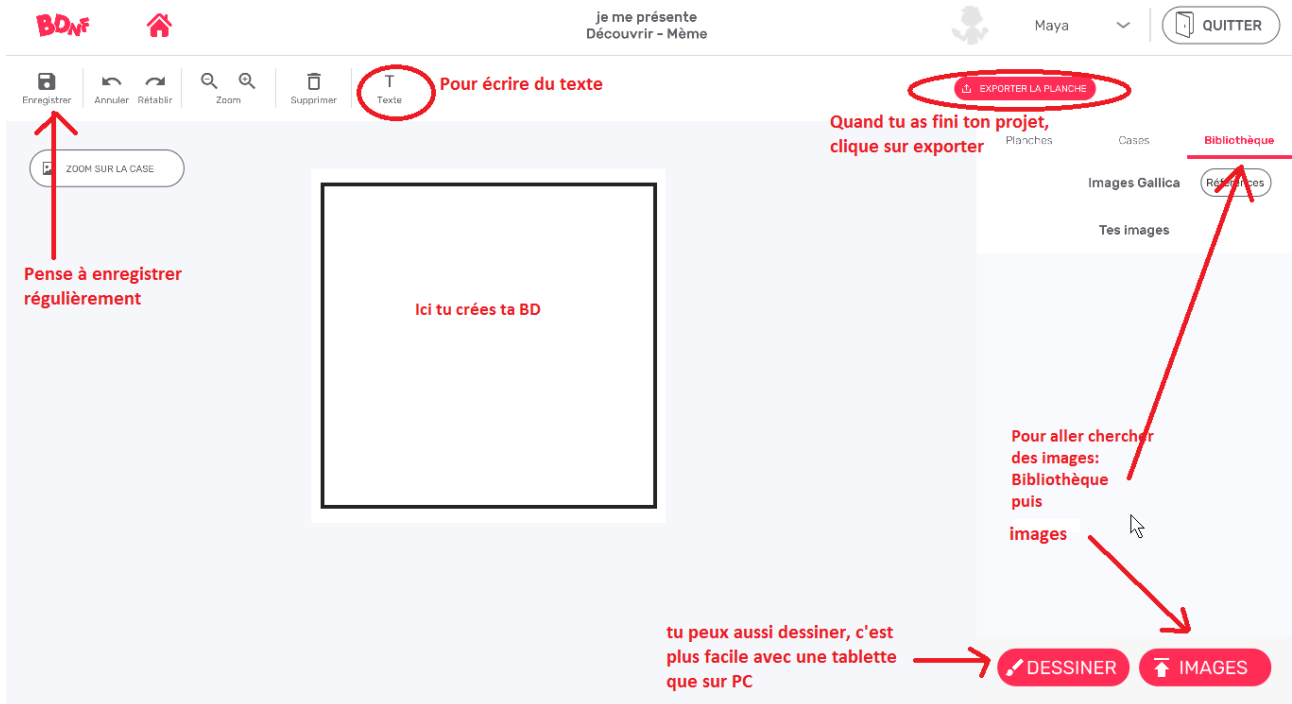 BDnF
je me présente
Découvrir - Mème
Maya
QUITTER
Enregistrer
Annuler
Rétablir
Zoom
Supprimer
T
Texte
Pour écrire du texte
EXPORTER LA PLANCHE
Quand tu as fini ton projet,
clique sur exporter
Planches
Cases
Bibliothèque
ZOOM SUR LA CASE
Images Gallica
Références
Tes images
Pense à enregistrer
régulièrement
Ici tu crées ta BD
Pour aller chercher
des images:
Bibliothèque
puis
images
tu peux aussi dessiner, c'est
plus facile avec une tablette
que sur PC
DESSINER
IMAGES